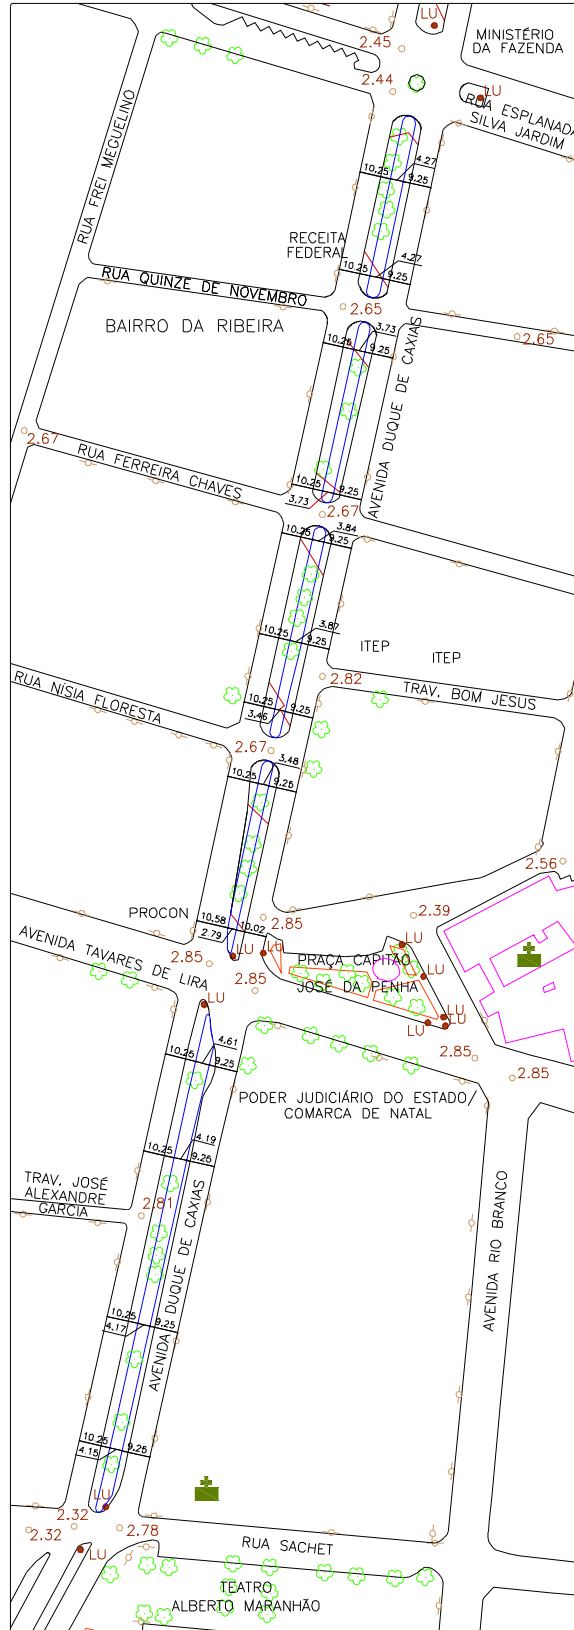 LU
MINISTÉRIO
DA FAZENDA
2.45
2.44
LU
RUA ESPLANADA
SILVA JARDIM
RUA FREI MEGUELINO
4.27
10.25
9.25
RECEITA
FEDERAL
4.27
10.25
9.25
RUA QUINZE DE NOVEMBRO
2.65
BAIRRO DA RIBEIRA
3.73
10.25
9.25
2.65
AVENIDA DUQUE DE CAXIAS
2.67
RUA FERREIRA CHAVES
10.25
9.25
3.73
2.67
3.84
10.25
9.25
3.87
10.25
9.25
ITEP
ITEP
2.82
TRAV. BOM JESUS
RUA NÍSIA FLORESTA
10.25
9.25
3.46
2.67
3.48
10.25
9.25
2.56
PROCON
10.58
10.02
2.79
2.85
2.39
AVENIDA TAVARES DE LIRA
LU
LU
LU
2.85
PRAÇA CAPITÃO
JOSÉ DA PENHA
LU
2.85
LU
LU
LU
LU
2.85
2.85
4.61
10.25
9.25
PODER JUDICIÁRIO DO ESTADO/
COMARCA DE NATAL
4.19
10.25
9.25
TRAV. JOSÉ
ALEXANDRE
GARCIA
2.81
AVENIDA DUQUE DE CAXIAS
AVENIDA RIO BRANCO
10.25
9.25
4.17
10.25
9.25
4.15
LU
2.32
2.32
2.78
LU
RUA SACHET
TEATRO
ALBERTO MARANHÃO